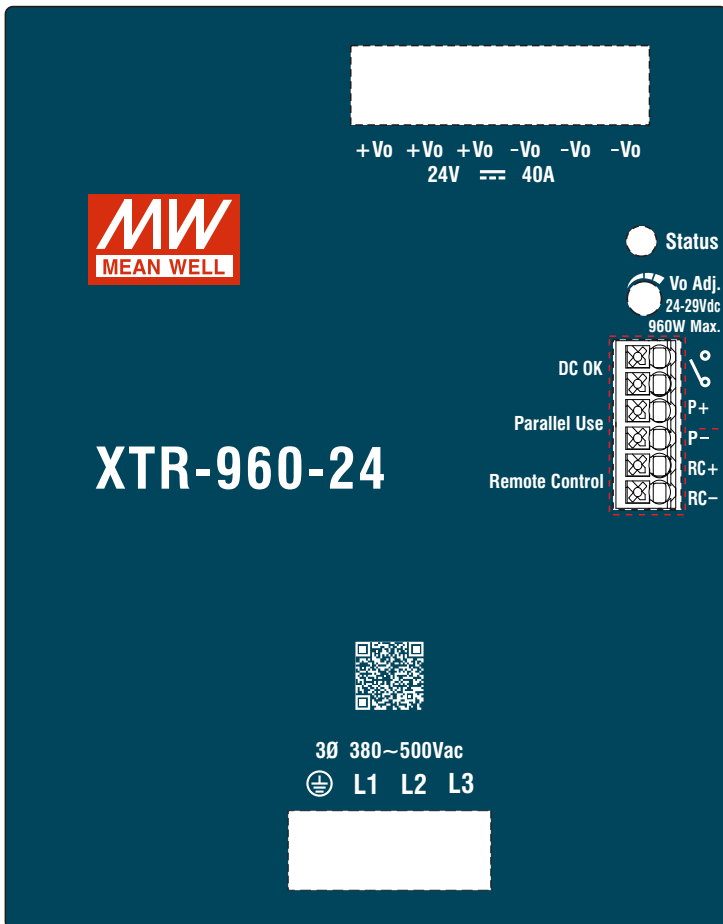 +Vo +Vo +Vo -Vo -Vo -Vo
24V 40A
MW
MEAN WELL
Status
Vo Adj.
24-29Vdc
960W Max.
DC OK
P+
Parallel Use
P-
XTR-960-24
RC+
Remote Control
RC-
3Ø 380~500Vac
L1 L2 L3